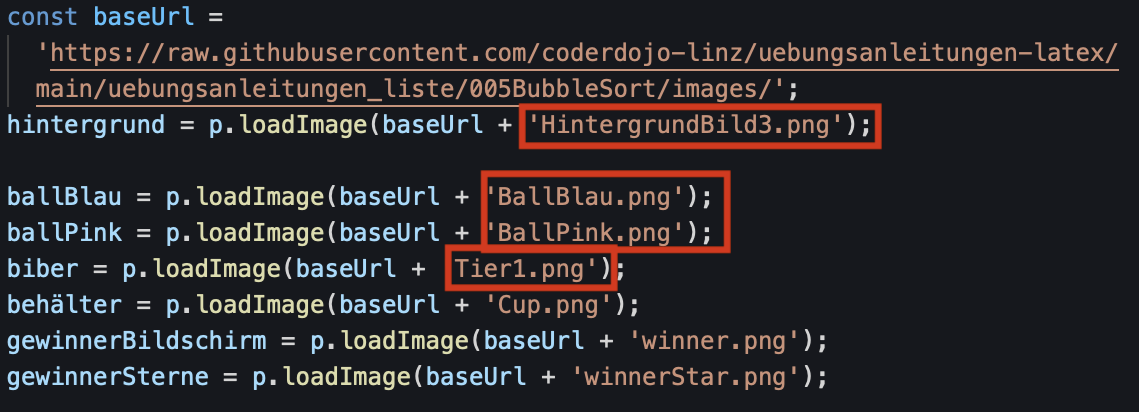 const baseUrl =
'https://raw.githubusercontent.com/coderdojo-linz/uebungsanleitungen-latex/
main/uebungsanleitungen_liste/005BubbleSort/images/';
hintergrund = p.loadImage(baseUrl + 'HintergrundBild3.png');
ballBlau = p.loadImage(baseUrl + 'BallBlau.png');
ballPink = p.loadImage(baseUrl + 'BallPink.png');
biber = p.loadImage(baseUrl + Tier1.png');
behälter = p.loadImage(baseUrl + 'Cup.png');
gewinnerBildschirm = p.loadImage(baseUrl + 'winner.png');
gewinnerSterne = p.loadImage(baseUrl + 'winnerStar.png');